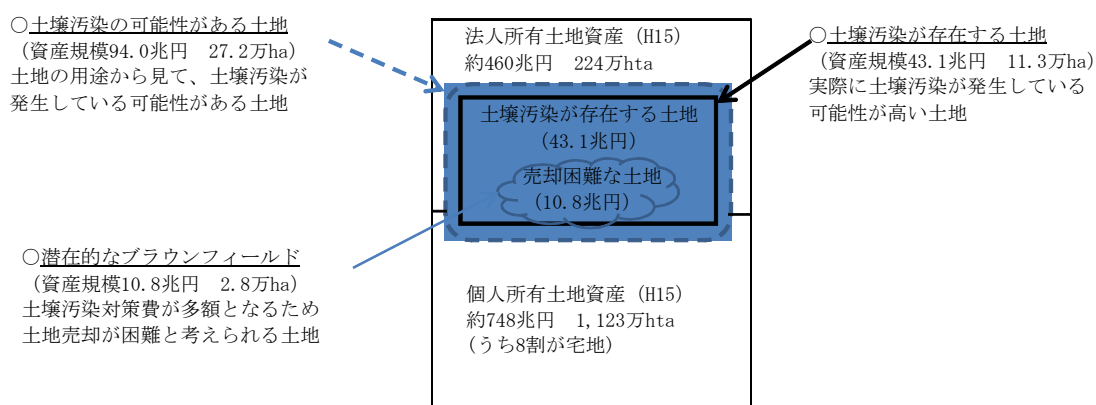 ○土壌汚染の可能性がある土地
（資産規模94.0兆円　27.2万ha）
土地の用途から見て、土壌汚染が
発生している可能性がある土地
法人所有土地資産（H15）
約460兆円　224万hta
○土壌汚染が存在する土地
（資産規模43.1兆円　11.3万ha）
実際に土壌汚染が発生している
可能性が高い土地
土壌汚染が存在する土地
（43.1兆円）
売却困難な土地
（10.8兆円）
○潜在的なブラウンフィールド
（資産規模10.8兆円　2.8万ha）
土壌汚染対策費が多額となるため
土地売却が困難と考えられる土地
個人所有土地資産（H15）
約748兆円　1,123万hta
(うち8割が宅地)